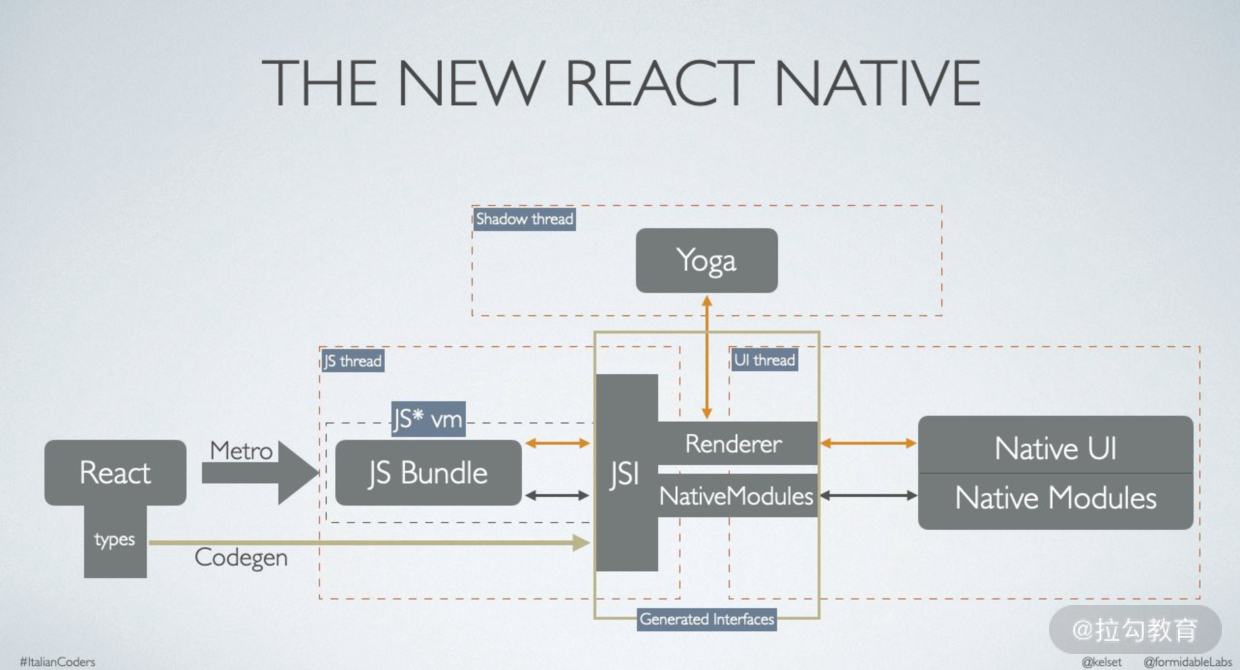 THE NEW REACT NATIVE
Shadow thread
Yoga
JS thread
UI thread
JS* vm
React
Metro
JS Bundle
JSI
Renderer
NativeModules
Native UI
Native Modules
types
Codegen
Generated Interfaces
@拉勾教育
#ItalianCoders
@kelset
@formidableLabs